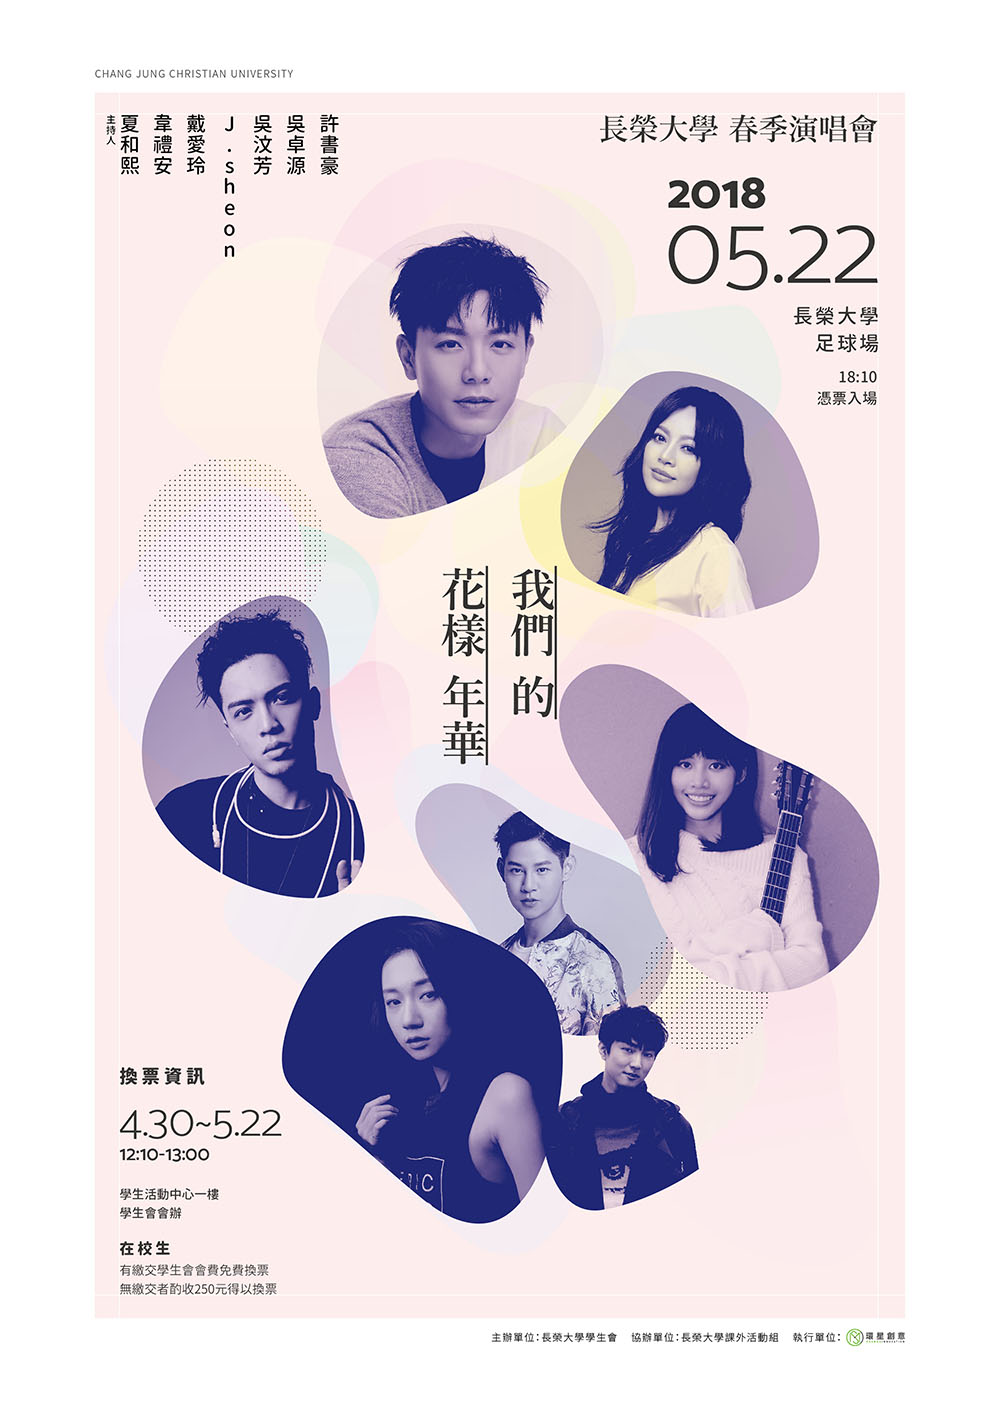 CHANG JUNG CHRISTIAN UNIVERSITY
許書豪
吳卓源
吳汶芳
J.sheon
戴愛玲
韋禮安
夏和熙
主持人
長榮大學 春季演唱會
2018
05.22
長榮大學
足球場
18:10
憑票入場
我們 的
花樣 年華
換票資訊
4.30~5.22
12:10-13:00
學生活動中心一樓
學生會會辦
在校生
有繳交學生會會費免費換票
無繳交者酌收250元得以換票
主辦單位:長榮大學學生會 協辦單位:長榮大學課外活動組 執行單位: 環星創意